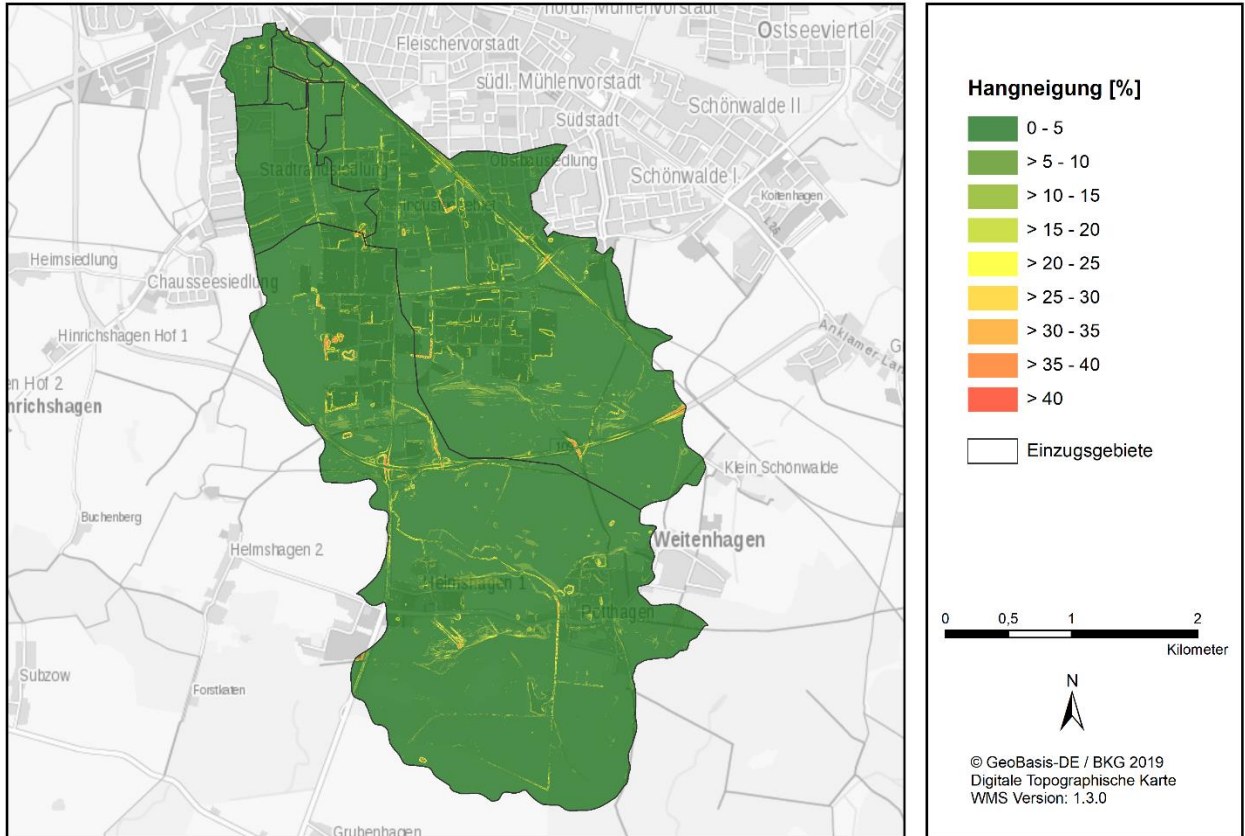 nördl. Mühlenvorstadt
Ostseeviertel
Fleischervorstadt
südl. Mühlenvorstadt
Schönwalde II
Südstadt
Obstbausiedlung
Stadtrandsiedlung
Schönwalde I
Koitenhagen
L 26
Industriegebiet
Heimsiedlung
Chausseesiedlung
Hinrichshagen Hof 1
Anklamer Lan
G
en Hof 2
nrichshagen
Klein Schönwalde
Buchenberg
Helmshagen 2
Weitenhagen
Helmshagen 1
Potthagen
Subzow
Forstkaten
Grubenhagen
Hangneigung [%]
0 - 5
> 5 - 10
> 10 - 15
> 15 - 20
> 20 - 25
> 25 - 30
> 30 - 35
> 35 - 40
> 40
Einzugsgebiete
0 0,5 1 2
Kilometer
N
© GeoBasis-DE / BKG 2019
Digitale Topographische Karte
WMS Version: 1.3.0